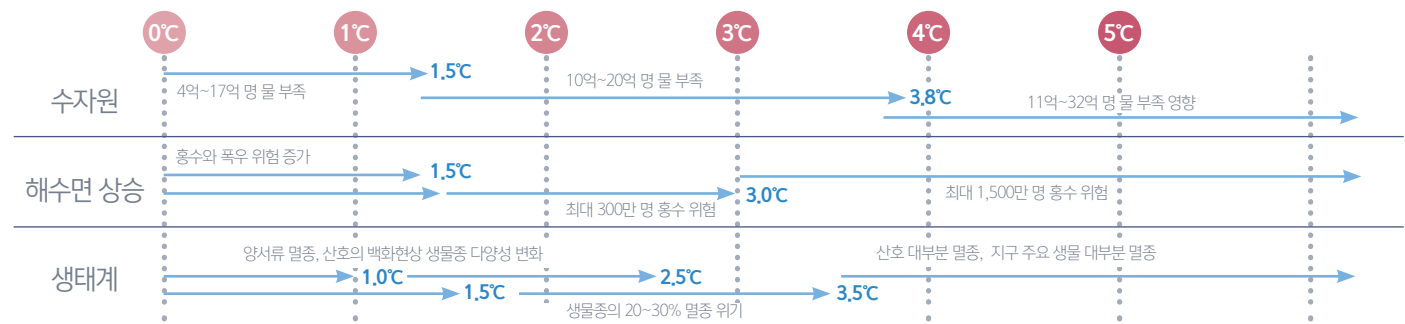 0℃ 1℃ 2℃ 3℃ 4℃ 5℃
수자원
1.5℃
4억~17억 명 물 부족
10억~20억 명 물 부족
3.8℃
11억~32억 명 물 부족 영향
해수면 상승
홍수와 폭우 위험 증가
1.5℃
최대 300만 명 홍수 위험
3.0℃
최대 1,500만 명 홍수 위험
생태계
양서류 멸종, 산호의 백화현상 생물종 다양성 변화
1.0℃
2.5℃
1.5℃
생물종의 20~30% 멸종 위기
3.5℃
산호 대부분 멸종, 지구 주요 생물 대부분 멸종